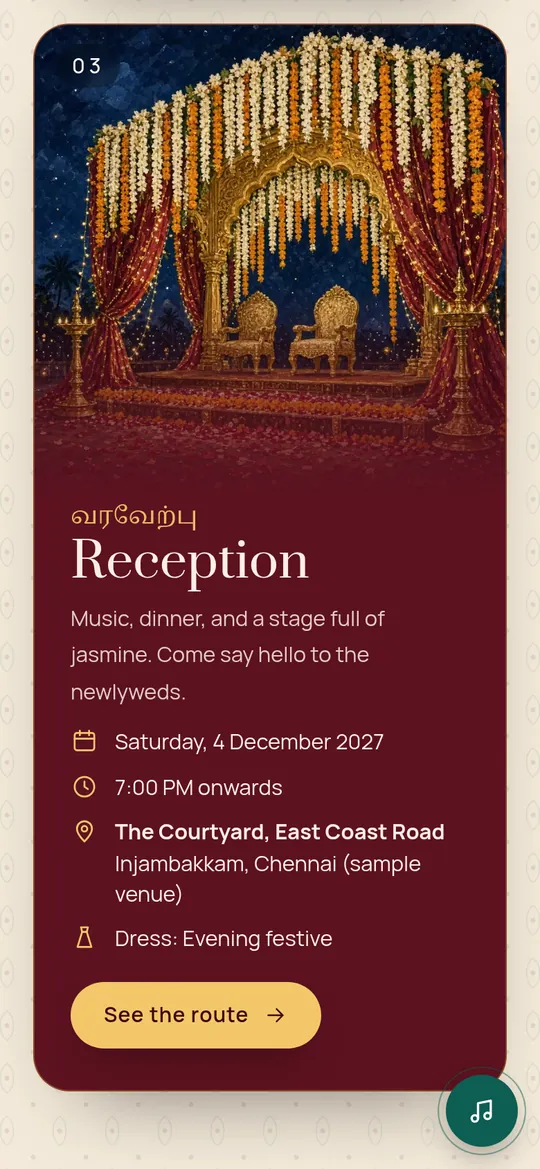 03
வரவேற்பு
Reception
Music, dinner, and a stage full of
jasmine. Come say hello to the
newlyweds.
Saturday, 4 December 2027
7:00 PM onwards
The Courtyard, East Coast Road
Injambakkam, Chennai (sample
venue)
Dress: Evening festive
See the route →